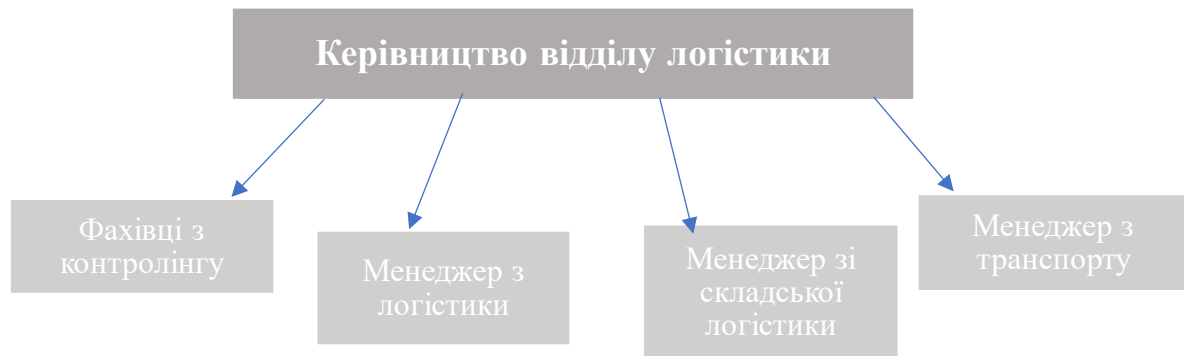 Керівництво відділу логістики
Фахівці з
контролінгу
Менеджер з
логістики
Менеджер зі
складської
логістики
Менеджер з
транспорту